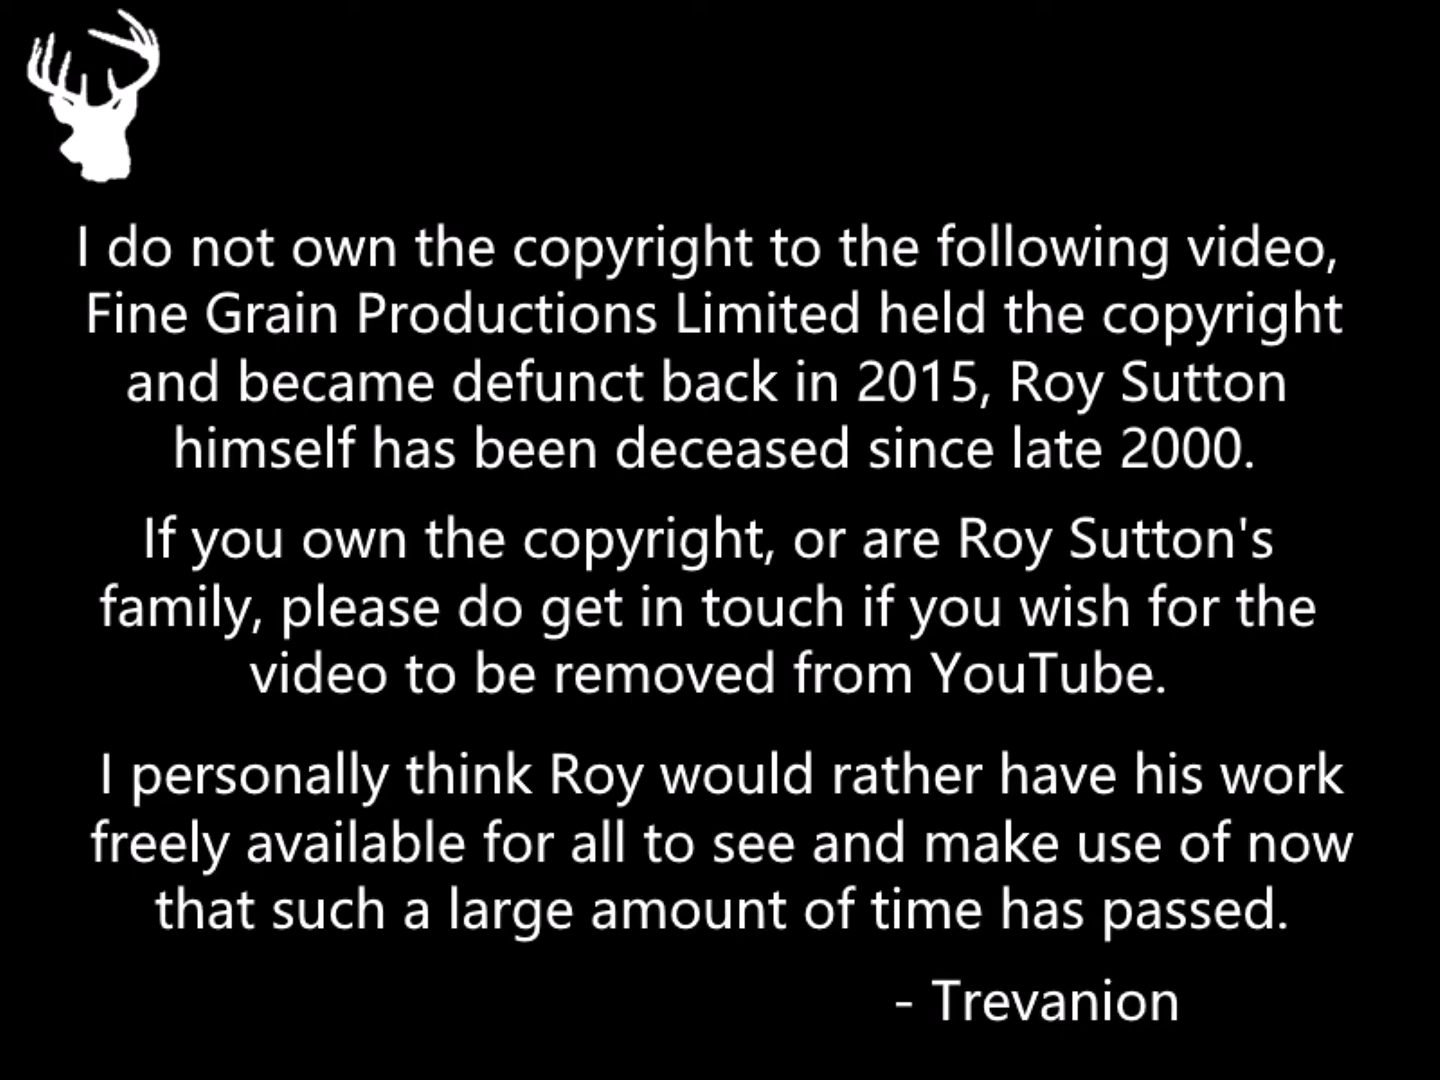 I do not own the copyright to the following video,
Fine Grain Productions Limited held the copyright
and became defunct back in 2015, Roy Sutton
himself has been deceased since late 2000.
If you own the copyright, or are Roy Sutton's
family, please do get in touch if you wish for the
video to be removed from YouTube.
I personally think Roy would rather have his work
freely available for all to see and make use of now
that such a large amount of time has passed.
- Trevanion